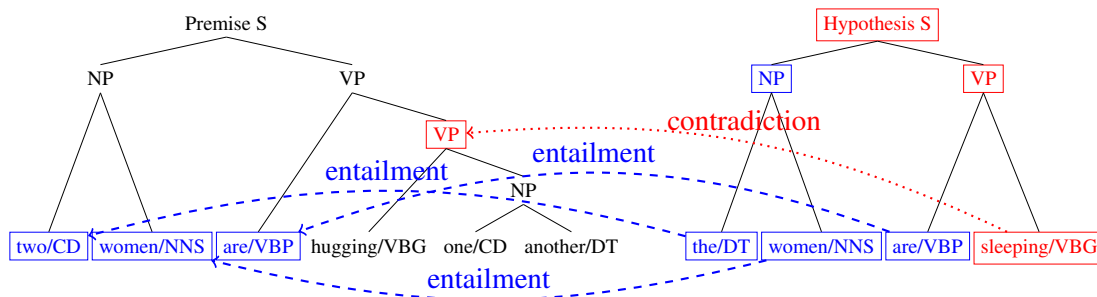 Premise S Hypothesis S
NP VP NP VP
contradiction
VP
entailment entailment
NP
two/CD women/NNS are/VBP hugging/VBG one/CD another/DT the/DT women/NNS are/VBP sleeping/VBG
entailment